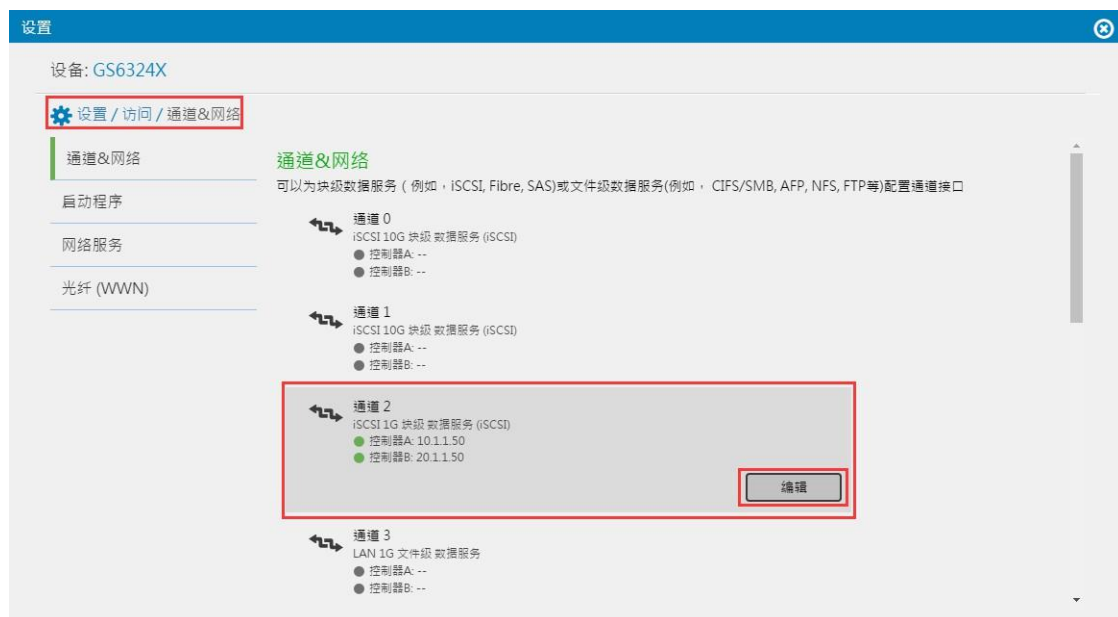 设置
设备: GS6324X
设置 / 访问 / 通道&网络
通道&网络
启动程序
网络服务
光纤 (WWN)
通道&网络
可以为块级数据服务 ( 例如，iSCSI, Fibre, SAS)或文件级数据服务(例如， CIFS/SMB, AFP, NFS, FTP等)配置通道接口
通道 0
iSCSI 10G 块级 数据服务 (iSCSI)
控制器A: --
控制器B: --
通道 1
iSCSI 10G 块级 数据服务 (iSCSI)
控制器A: --
控制器B: --
通道 2
iSCSI 1G 块级 数据服务 (iSCSI)
控制器A: 10.1.1.50
控制器B: 20.1.1.50
编辑
通道 3
LAN 1G 文件级 数据服务
控制器A: --
控制器B: --